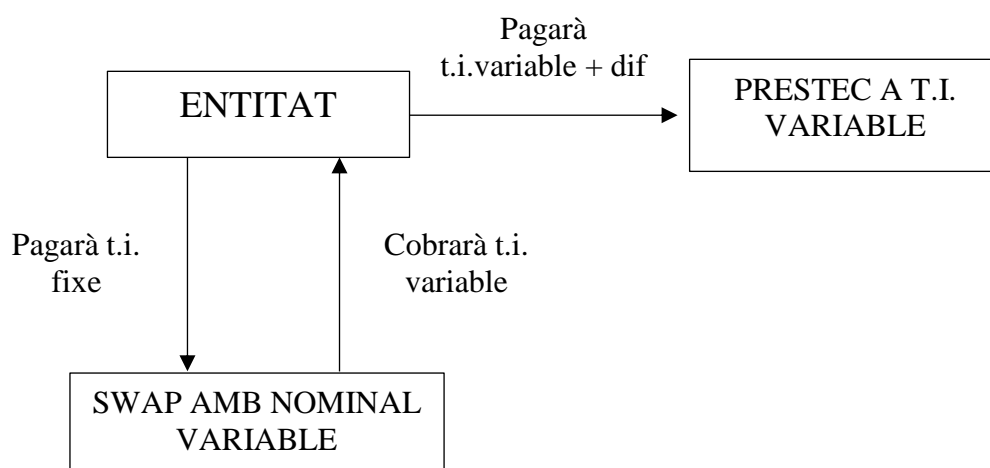 Pagarà
t.i.variable + dif
ENTITAT
PRESTEC A T.I.
VARIABLE
Pagarà t.i.
fixe
Cobrarà t.i.
variable
SWAP AMB NOMINAL
VARIABLE